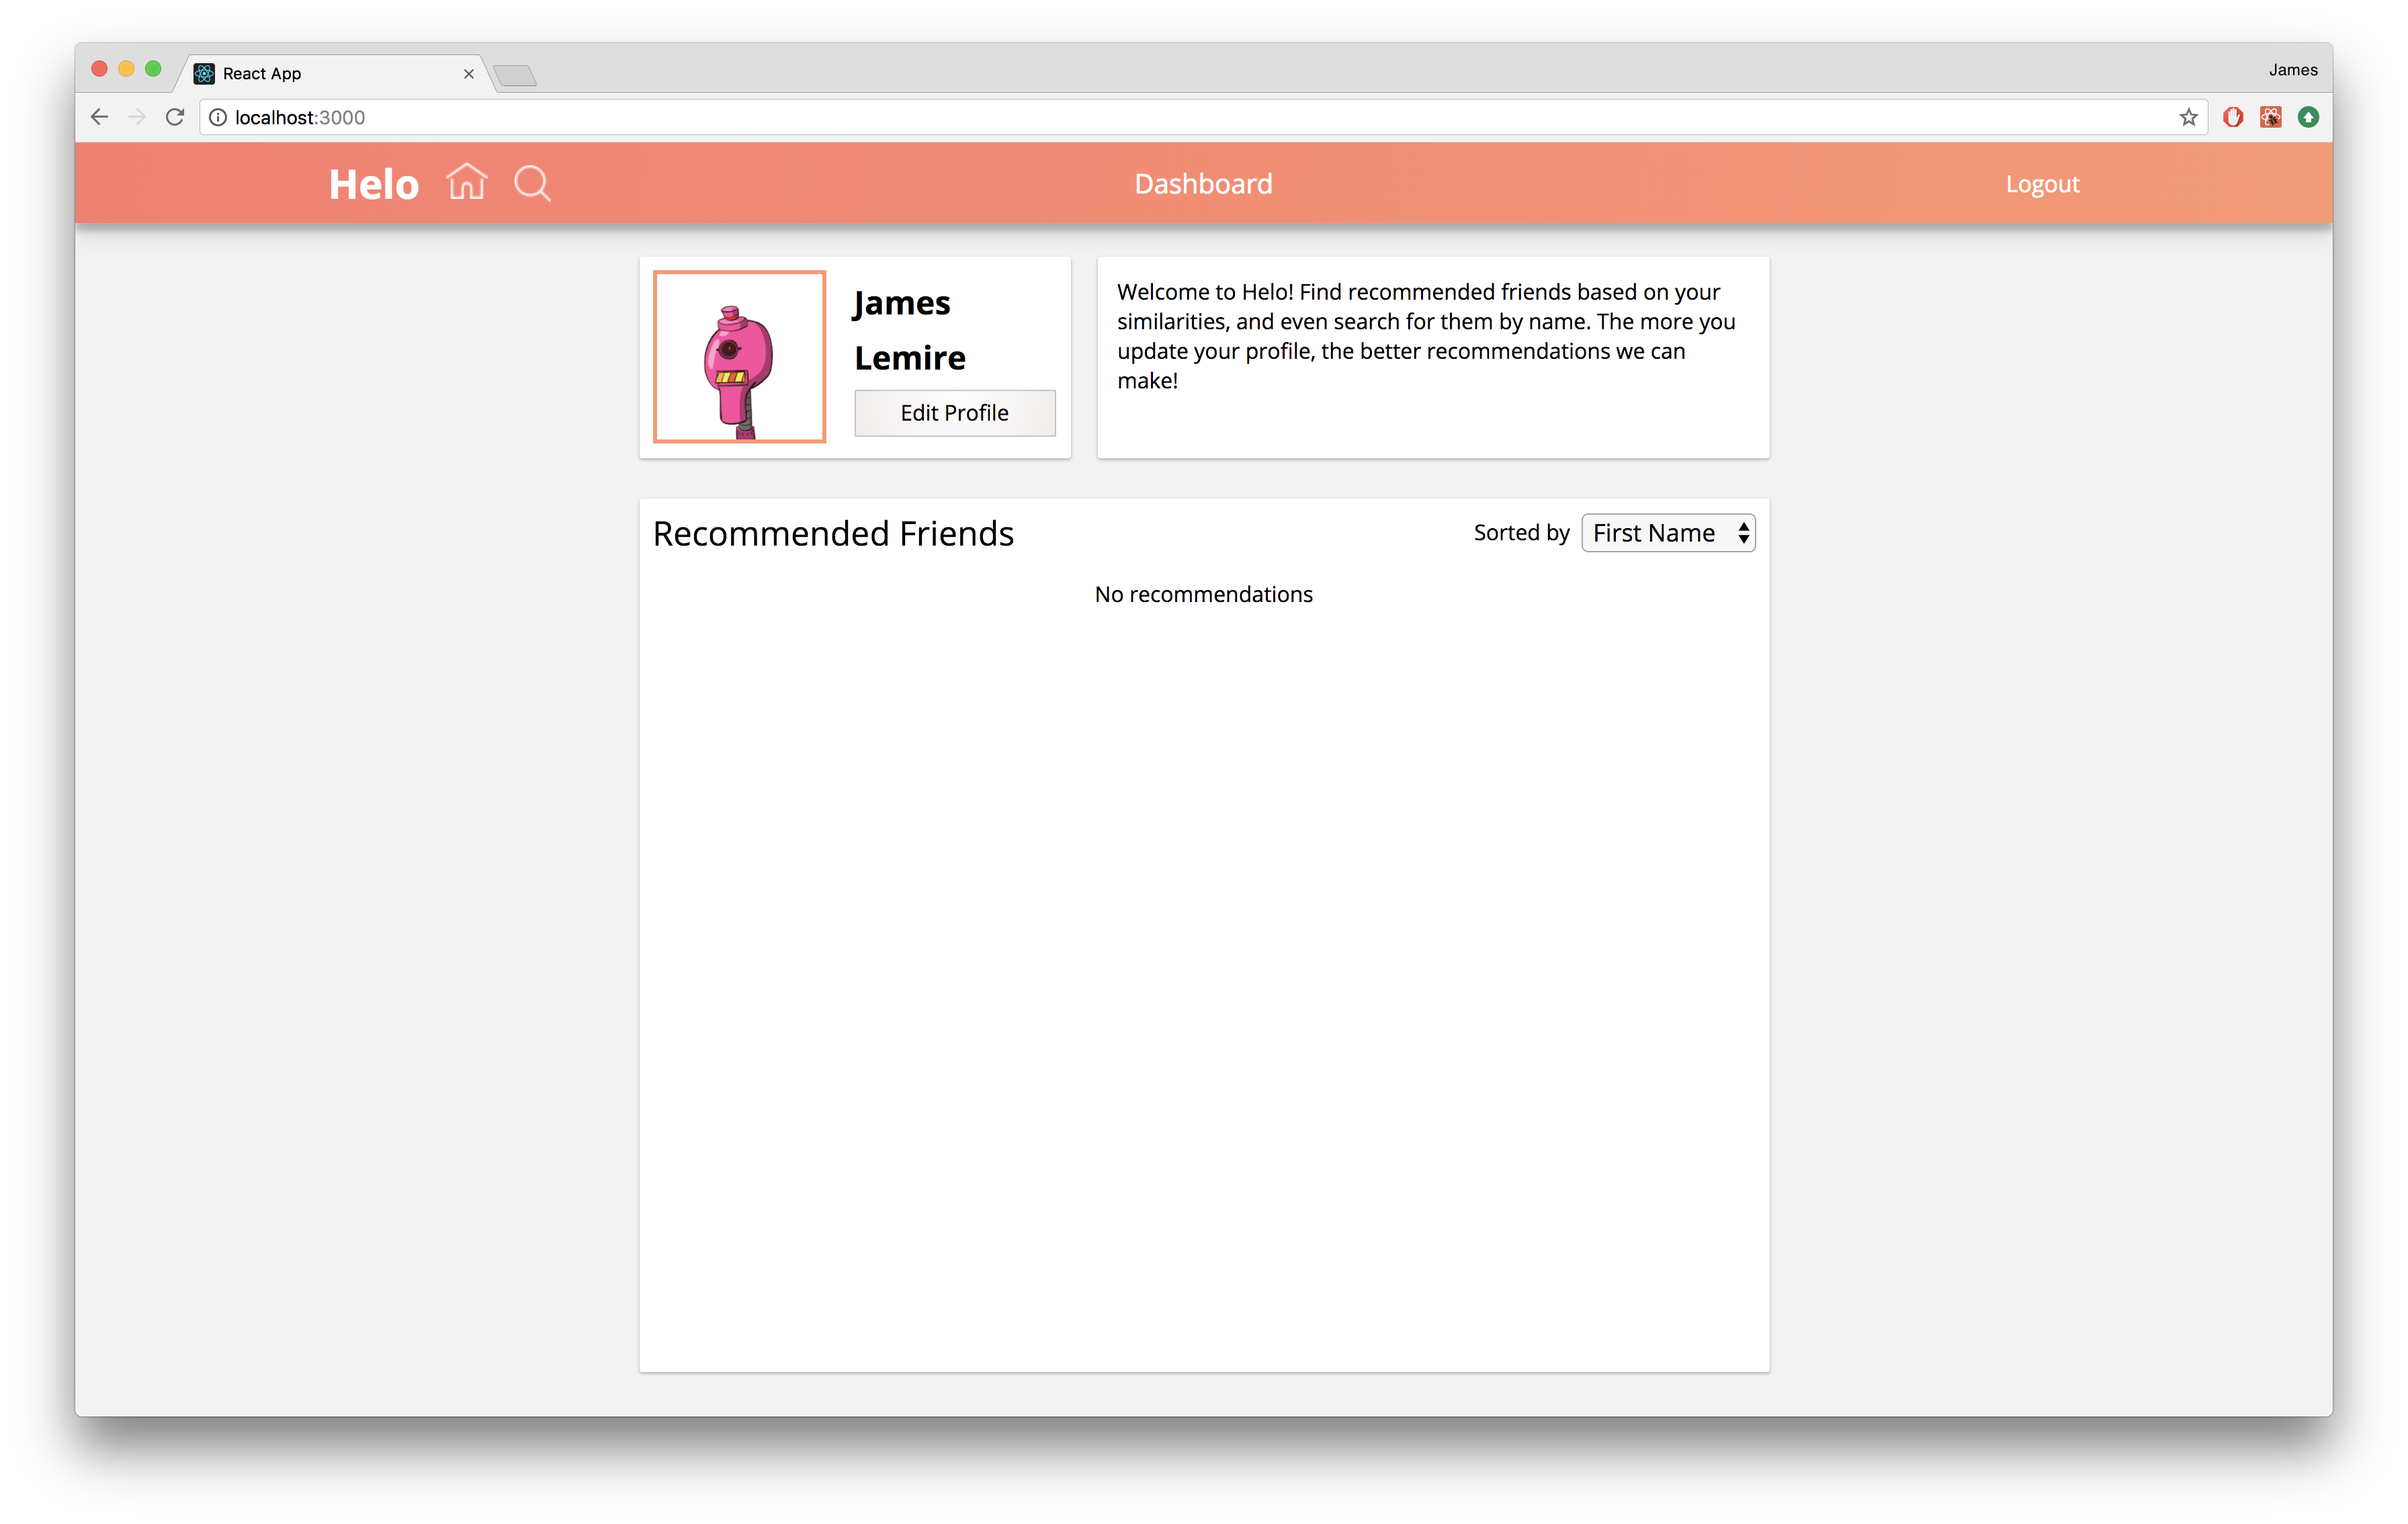 React App
James
localhost:3000
Helo
Dashboard
Logout
James
Lemire
Edit Profile
Welcome to Helo! Find recommended friends based on your
similarities, and even search for them by name. The more you
update your profile, the better recommendations we can
make!
Recommended Friends
Sorted by
First Name
No recommendations